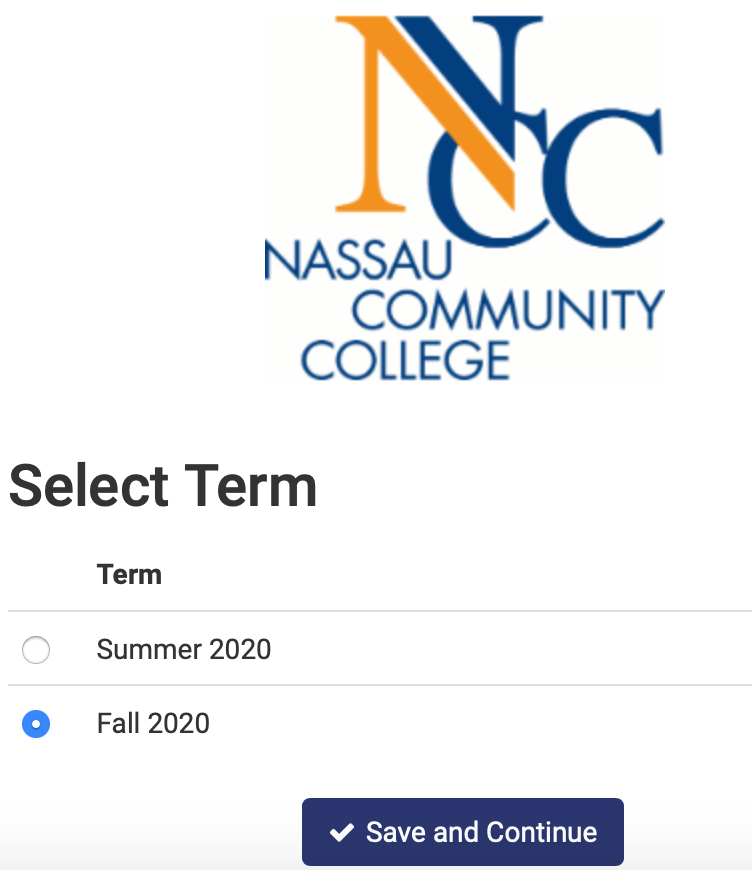 NCC
NASSAU
COMMUNITY
COLLEGE
Select Term
Term
Summer 2020
Fall 2020
Save and Continue